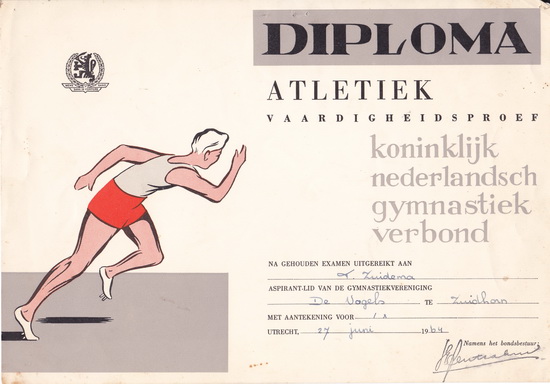 DIPLOMA
ATLETIEK
VAARDIGHEIDSPROEF
koninklijk
nederlandsch
gymnastiek
verbond
NA GEHOUDEN EXAMEN UITGEREIKT AAN
Zuidema
ASPIRANT-LID VAN DE GYMNASTIEKVERENIGING
De Vogels TE Zuidhorn
MET AANTEKENING VOOR
UTRECHT, 27 juni 1964
Namens het bondsbestuur